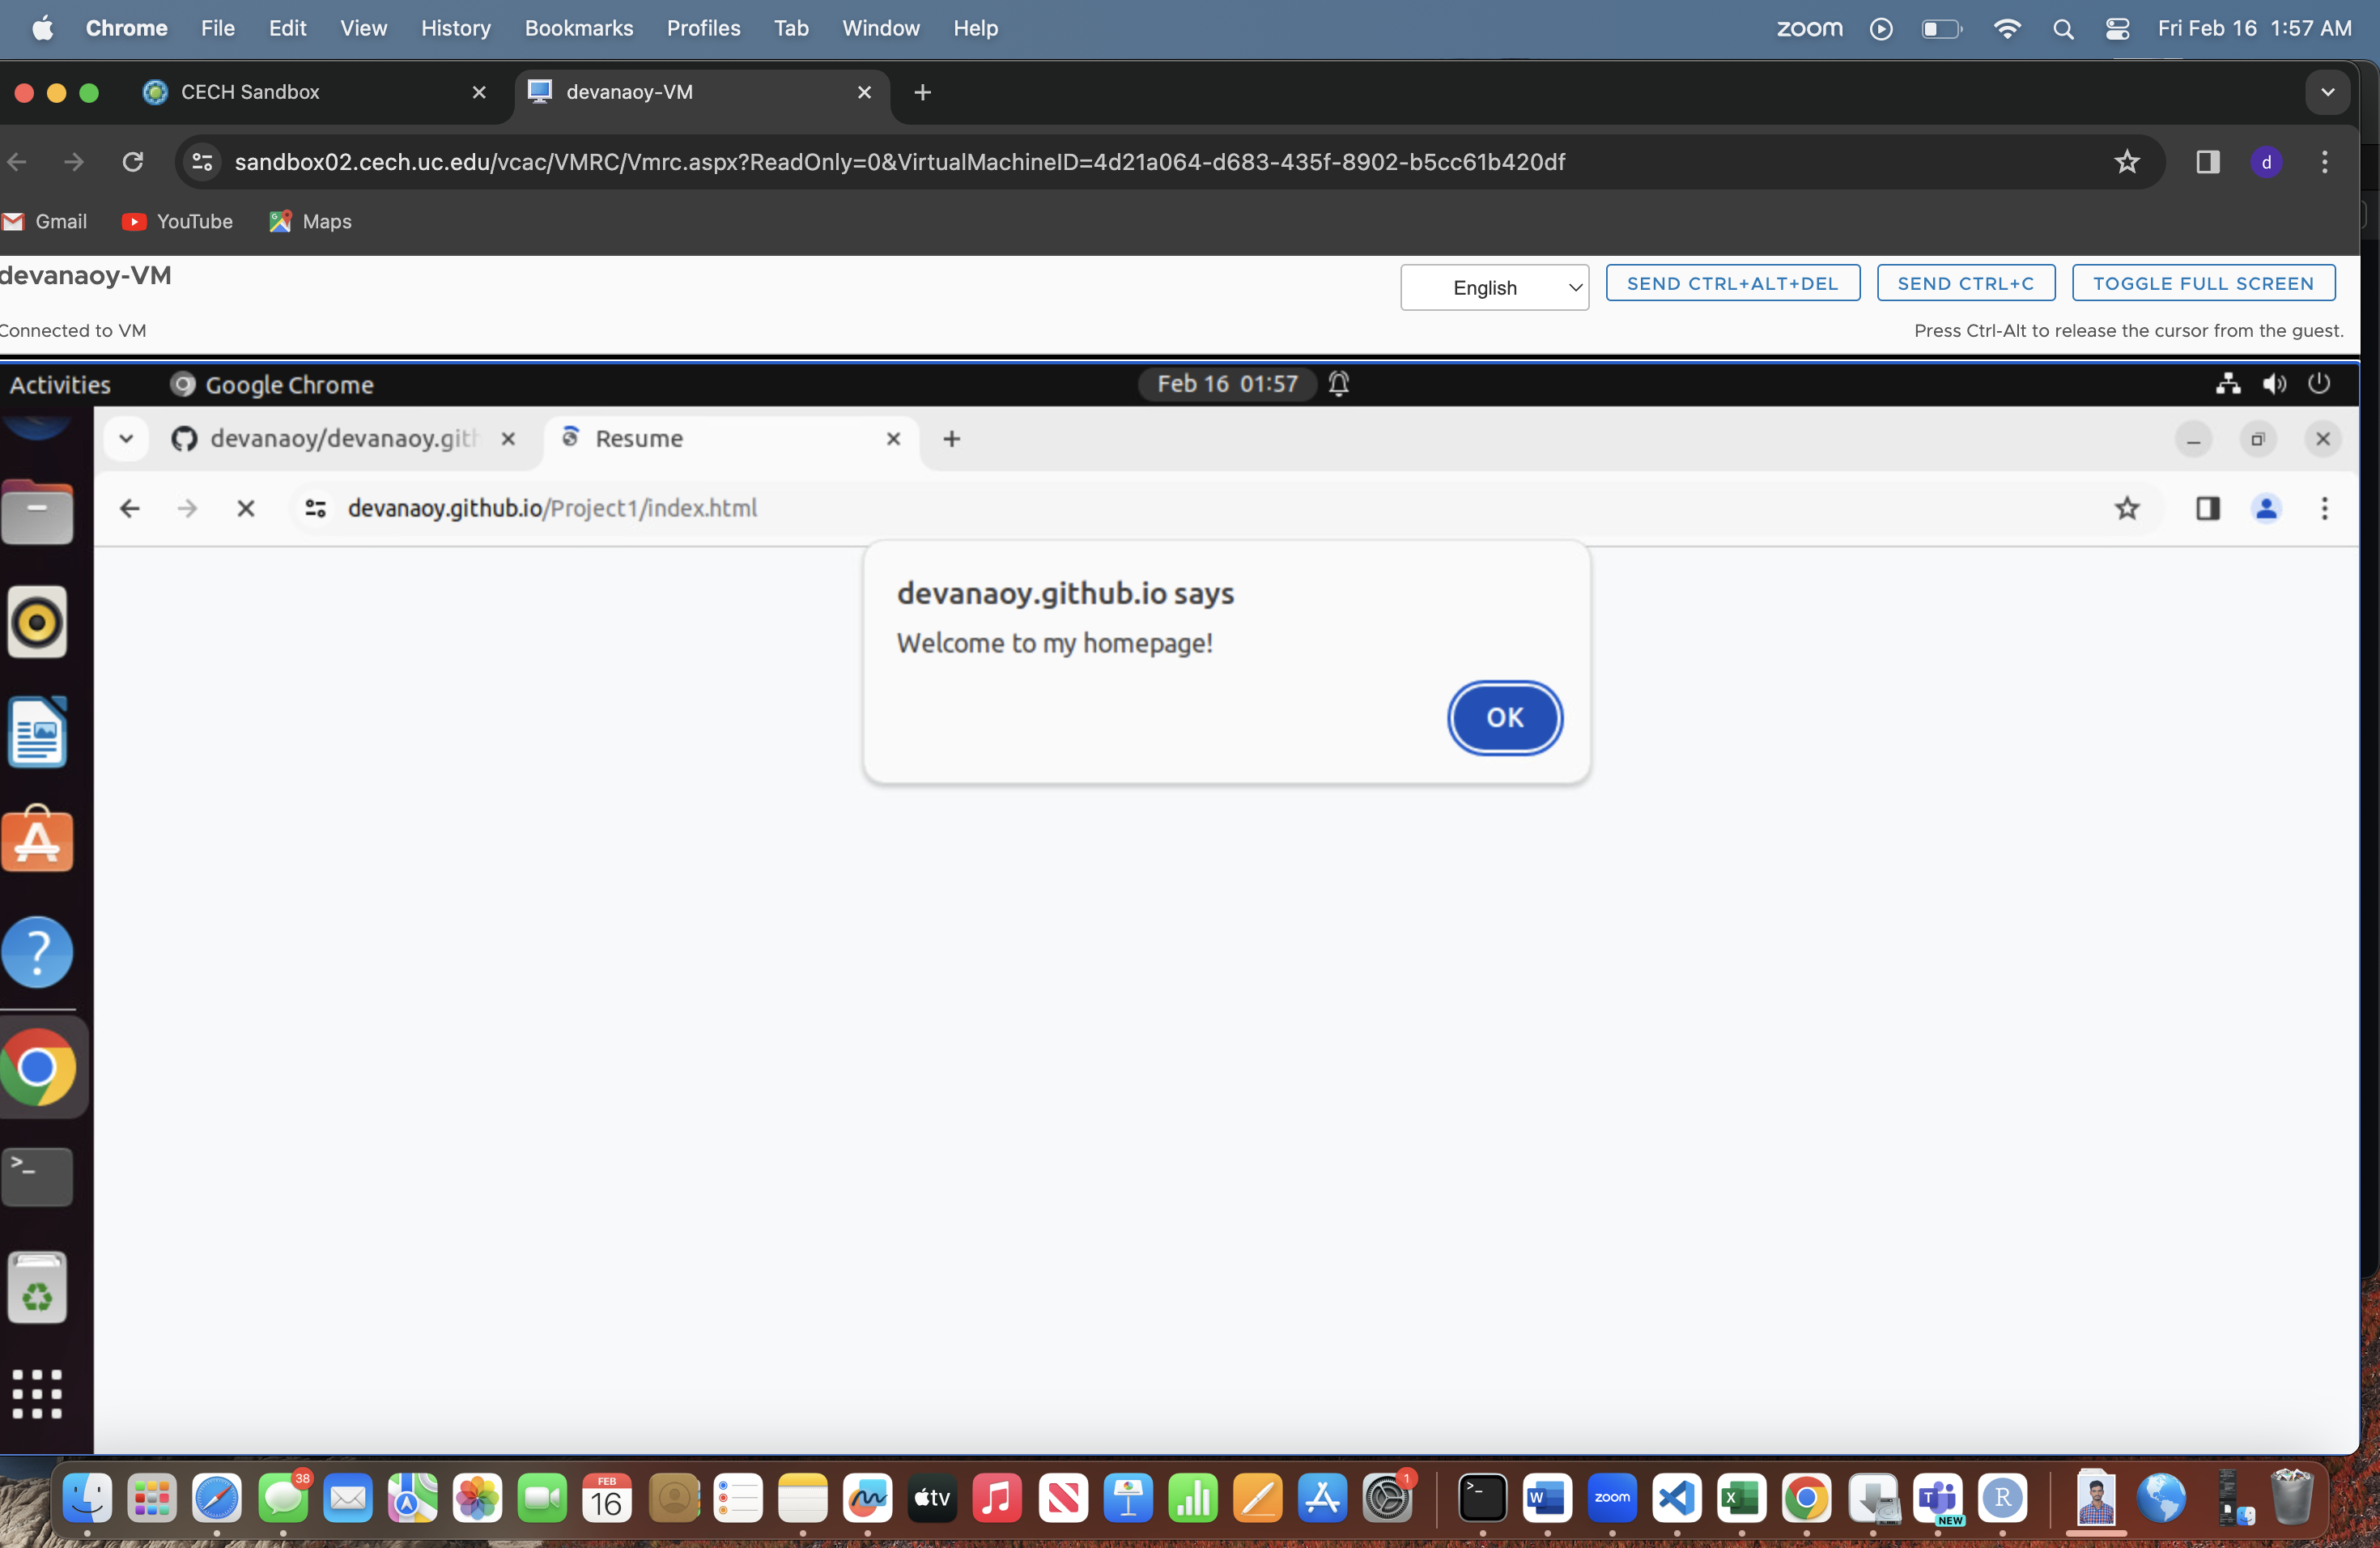 Chrome File Edit View History Bookmarks Profiles Tab Window Help zoom Fri Feb 16 1:57 AM
CECH Sandbox devanaoy-VM
sandbox02.cech.uc.edu/vcac/VMRC/Vmrc.aspx?ReadOnly=0&VirtualMachineID=4d21a064-d683-435f-8902-b5cc61b420df d
Gmail YouTube Maps
devanaoy-VM English SEND CTRL+ALT+DEL SEND CTRL+C TOGGLE FULL SCREEN
Connected to VM Press Ctrl-Alt to release the cursor from the guest.
Activities Google Chrome Feb 16 01:57
devanaoy/devanaoy.gith Resume
devanaoy.github.io/Project1/index.html
devanaoy.github.io says
Welcome to my homepage!
OK
38 FEB 16 tv 1 W zoom X T NEW R